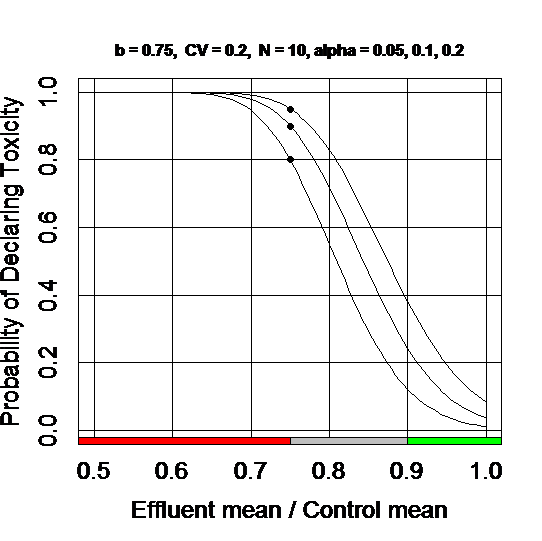 b = 0.75, CV = 0.2, N = 10, alpha = 0.05, 0.1, 0.2
Probability of Declaring Toxicity
1.0
0.8
0.6
0.4
0.2
0.0
0.5 0.6 0.7 0.8 0.9 1.0
Effluent mean / Control mean